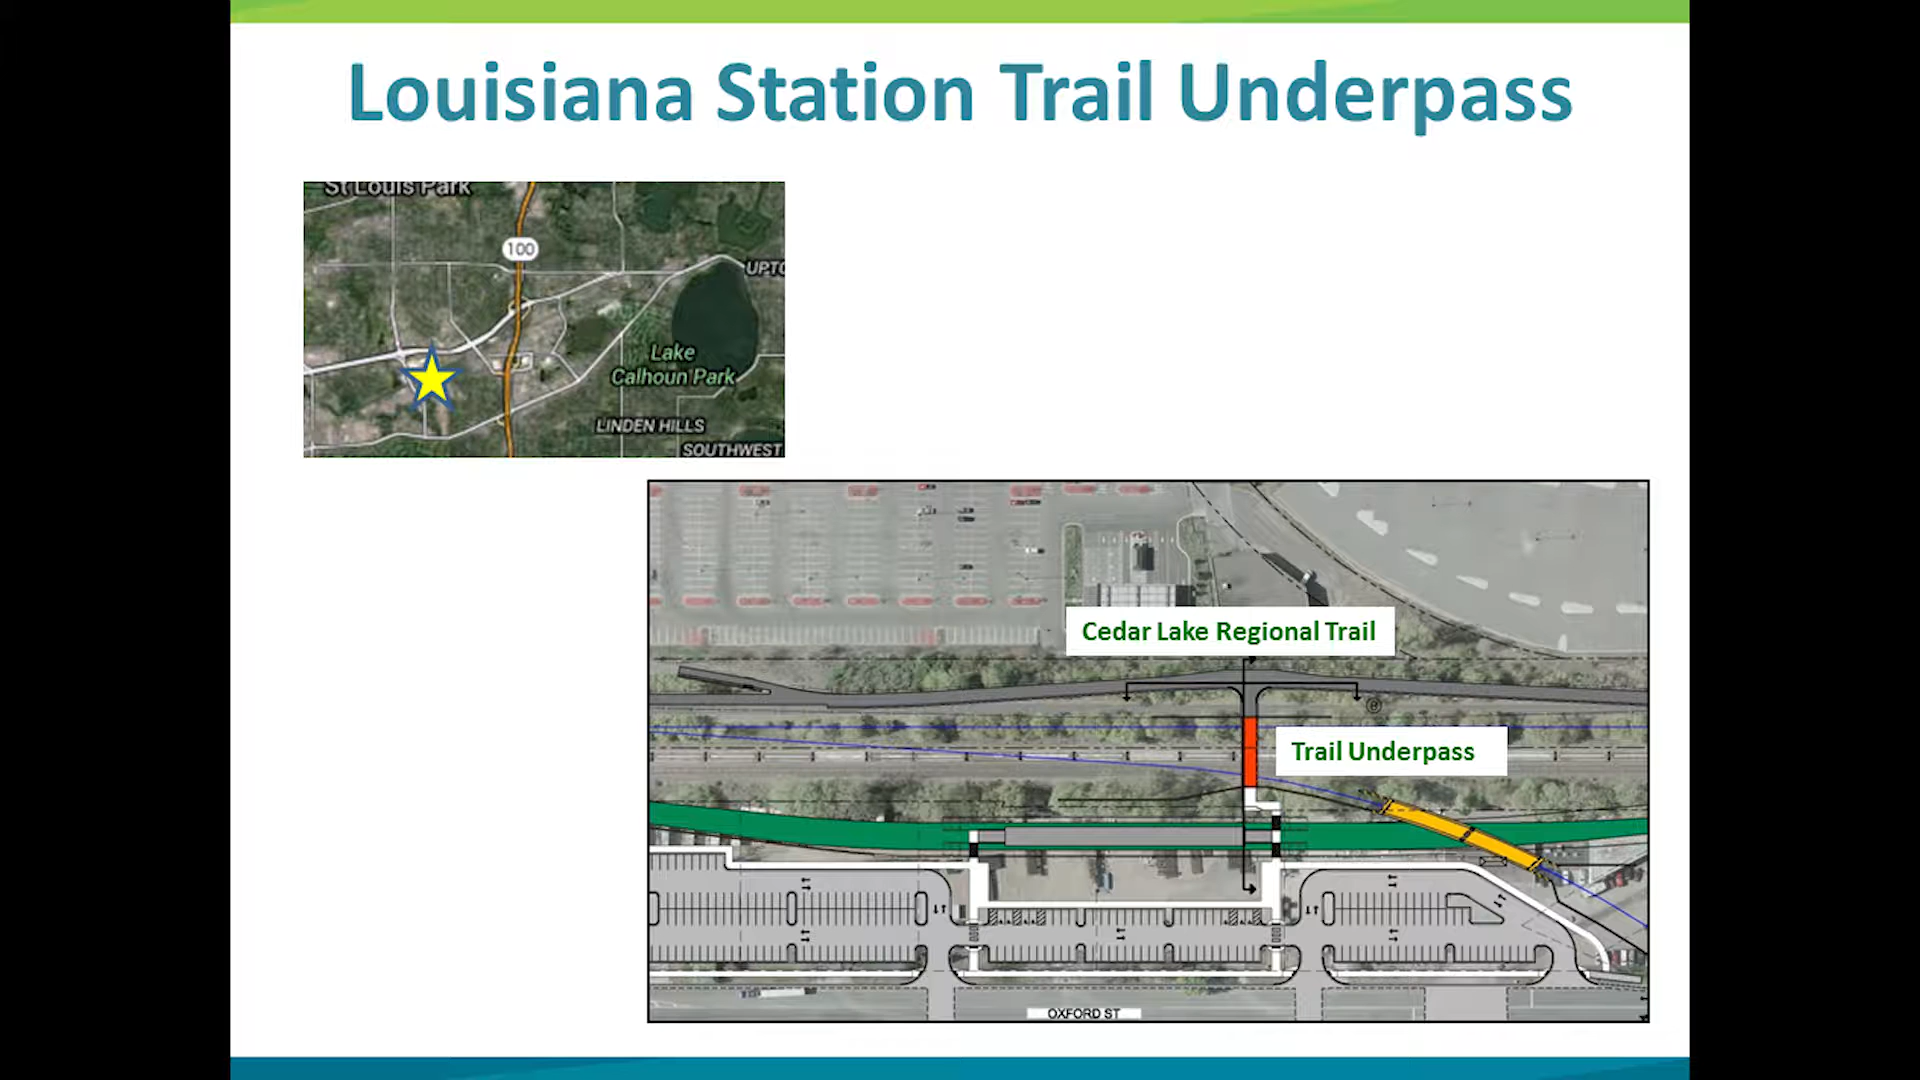 Louisiana Station Trail Underpass
St Louis Park
100
UPTO
Lake
Calhoun Park
LINDEN HILLS
SOUTHWEST
Cedar Lake Regional Trail
Trail Underpass
OXFORD ST